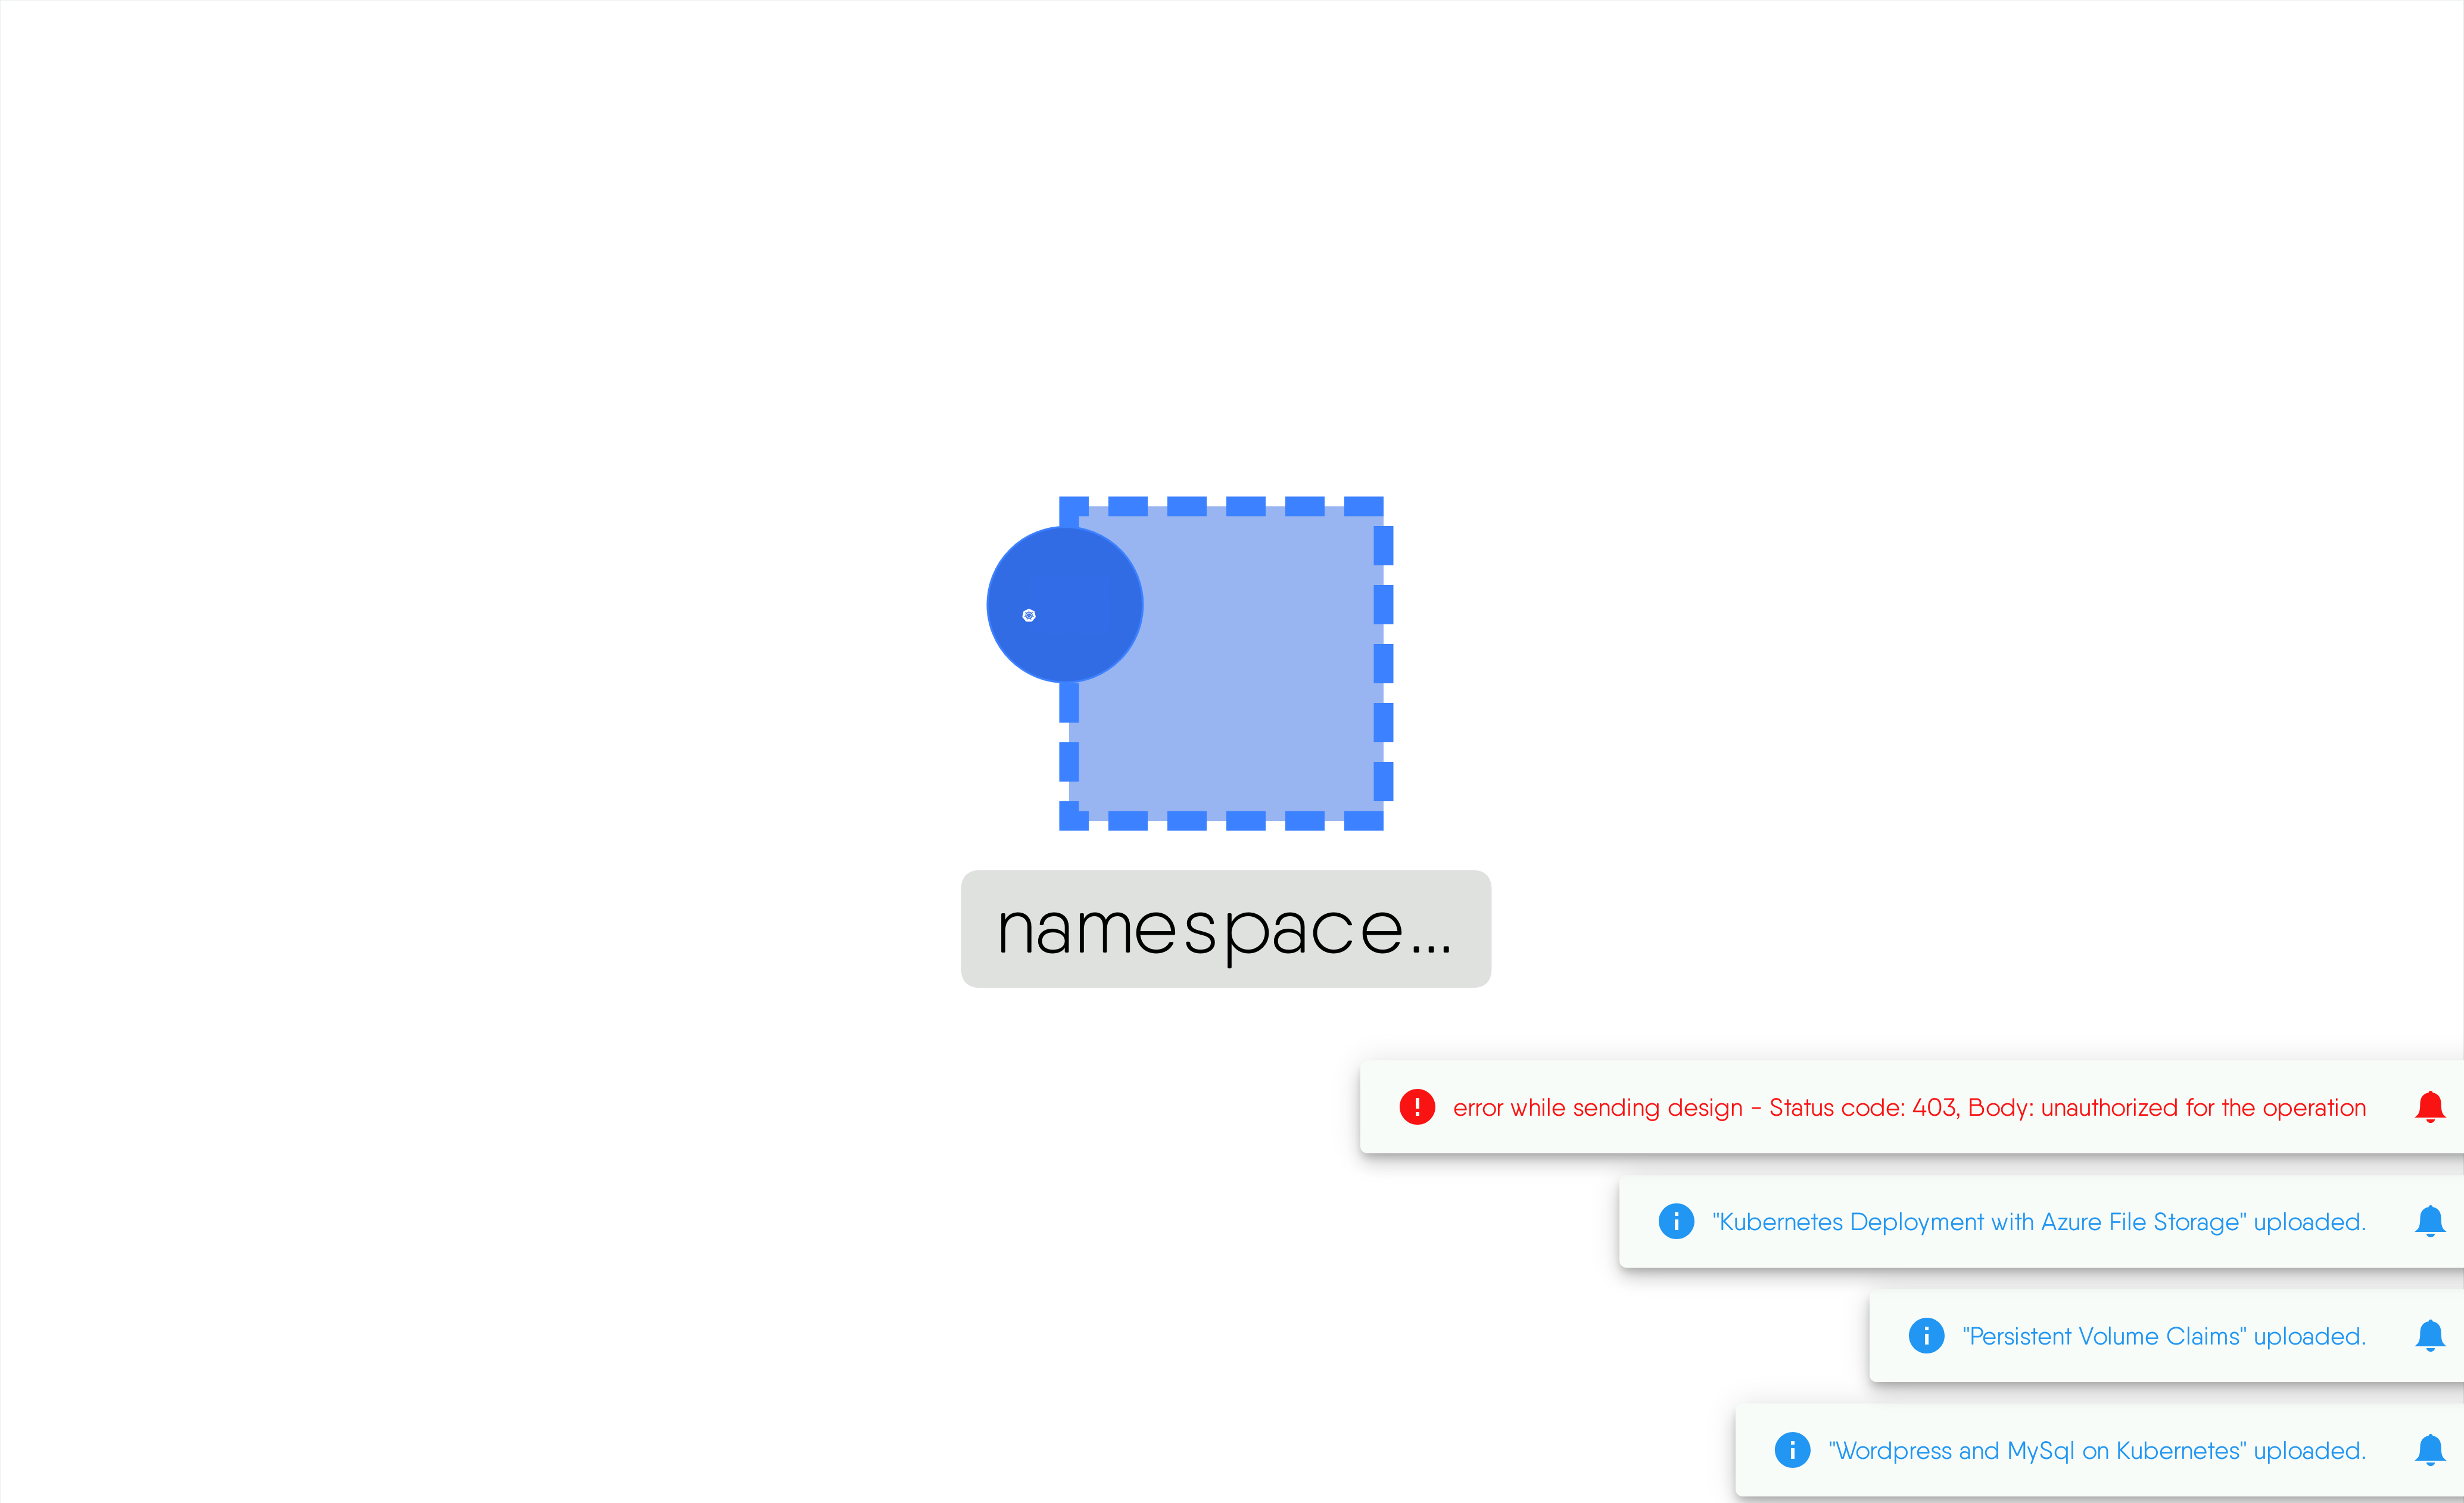 namespace...
error while sending design - Status code: 403, Body: unauthorized for the operation
"Kubernetes Deployment with Azure File Storage" uploaded.
"Persistent Volume Claims" uploaded.
"Wordpress and MySql on Kubernetes" uploaded.